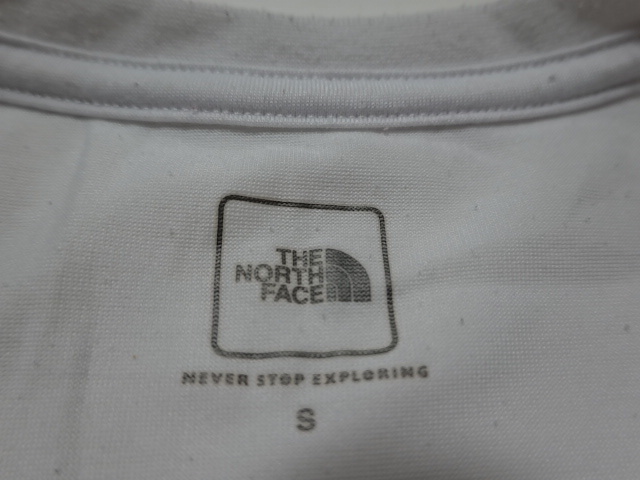 THE
NORTH
FACE
NEVER STOP EXPLORING
S